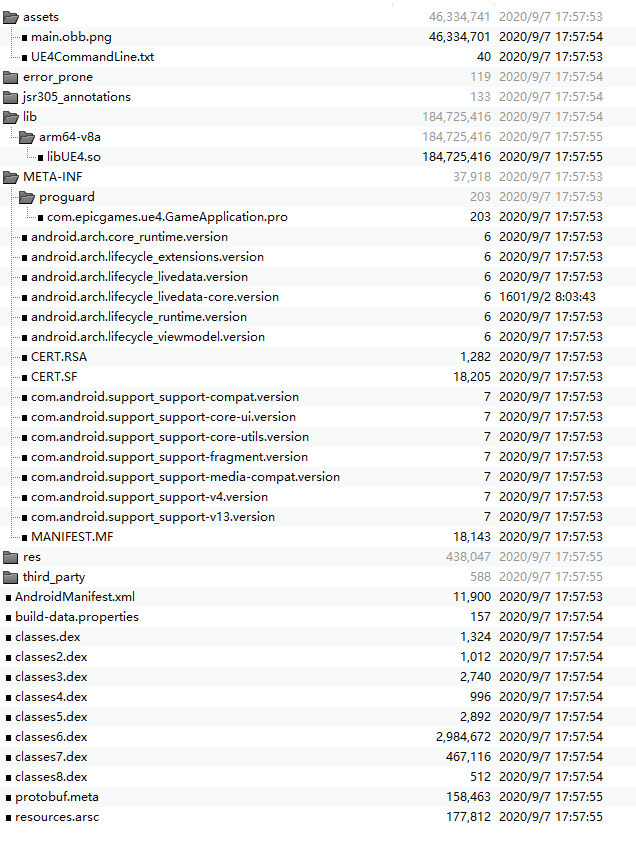 assets 46,334,741 2020/9/7 17:57:53
main.obb.png 46,334,701 2020/9/7 17:57:54
UE4CommandLine.txt 40 2020/9/7 17:57:53
error_prone 119 2020/9/7 17:57:54
jsr305_annotations 133 2020/9/7 17:57:54
lib 184,725,416 2020/9/7 17:57:54
arm64-v8a 184,725,416 2020/9/7 17:57:55
libUE4.so 184,725,416 2020/9/7 17:57:55
META-INF 37,918 2020/9/7 17:57:53
proguard 203 2020/9/7 17:57:53
com.epicgames.ue4.GameApplication.pro 203 2020/9/7 17:57:53
android.arch.core_runtime.version 6 2020/9/7 17:57:53
android.arch.lifecycle_extensions.version 6 2020/9/7 17:57:53
android.arch.lifecycle_livedata.version 6 2020/9/7 17:57:53
android.arch.lifecycle_livedata-core.version 6 1601/9/2 8:03:43
android.arch.lifecycle_runtime.version 6 2020/9/7 17:57:53
android.arch.lifecycle_viewmodel.version 6 2020/9/7 17:57:53
CERT.RSA 1,282 2020/9/7 17:57:53
CERT.SF 18,205 2020/9/7 17:57:53
com.android.support_support-compat.version 7 2020/9/7 17:57:53
com.android.support_support-core-ui.version 7 2020/9/7 17:57:53
com.android.support_support-core-utils.version 7 2020/9/7 17:57:53
com.android.support_support-fragment.version 7 2020/9/7 17:57:53
com.android.support_support-media-compat.version 7 2020/9/7 17:57:53
com.android.support_support-v4.version 7 2020/9/7 17:57:53
com.android.support_support-v13.version 7 2020/9/7 17:57:53
MANIFEST.MF 18,143 2020/9/7 17:57:53
res 438,047 2020/9/7 17:57:55
third_party 588 2020/9/7 17:57:55
AndroidManifest.xml 11,900 2020/9/7 17:57:53
build-data.properties 157 2020/9/7 17:57:54
classes.dex 1,324 2020/9/7 17:57:54
classes2.dex 1,012 2020/9/7 17:57:54
classes3.dex 2,740 2020/9/7 17:57:54
classes4.dex 996 2020/9/7 17:57:54
classes5.dex 2,892 2020/9/7 17:57:54
classes6.dex 2,984,672 2020/9/7 17:57:54
classes7.dex 467,116 2020/9/7 17:57:54
classes8.dex 512 2020/9/7 17:57:54
protobuf.meta 158,463 2020/9/7 17:57:55
resources.arsc 177,812 2020/9/7 17:57:55